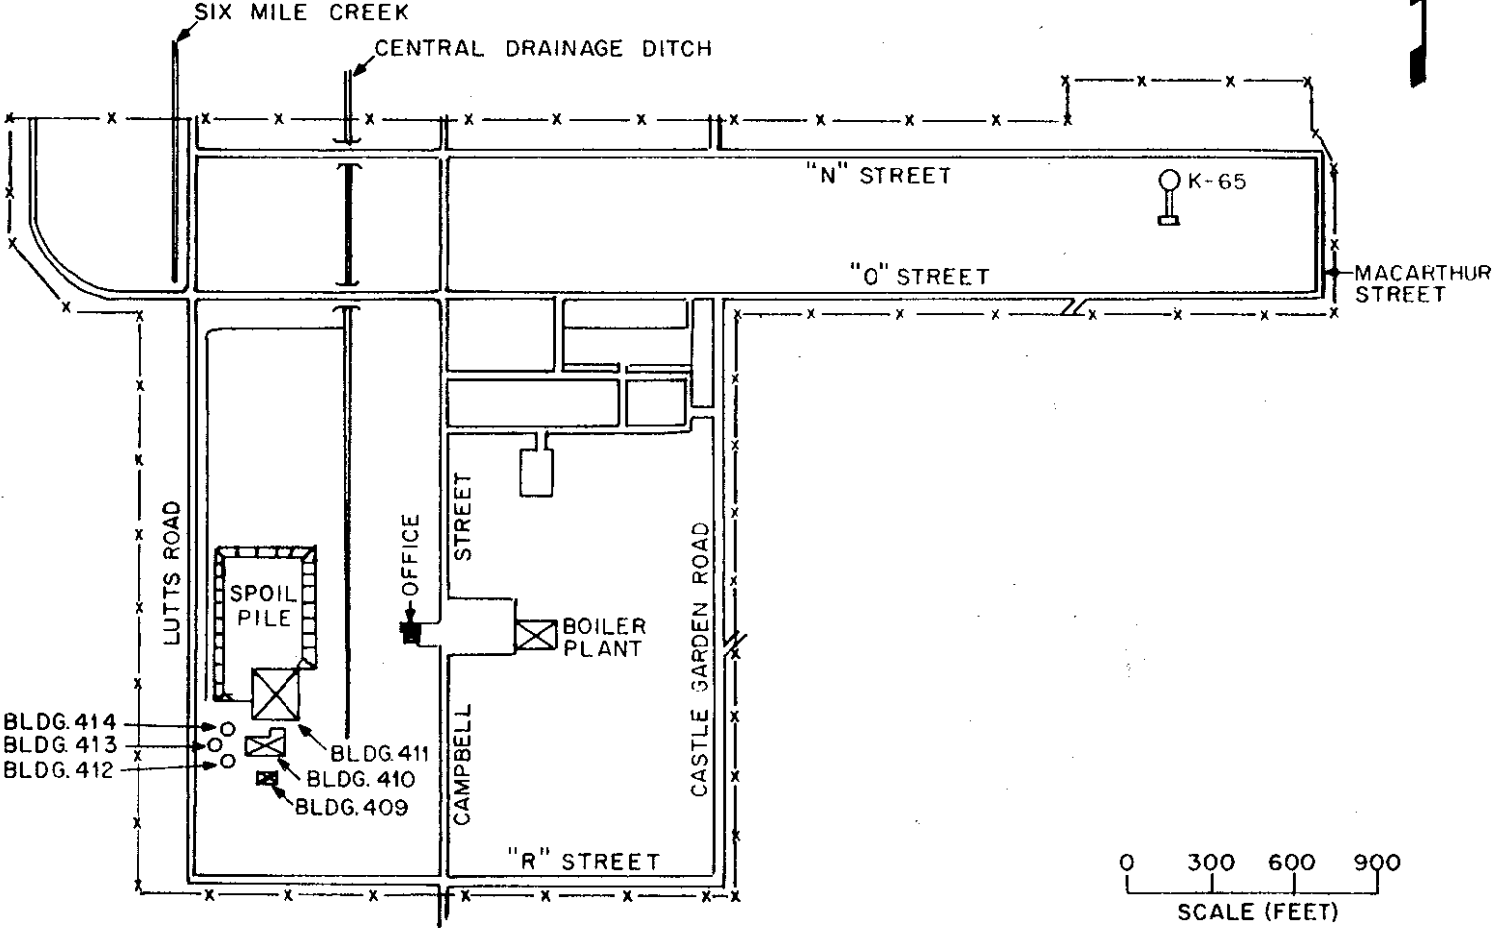 SIX MILE CREEK
CENTRAL DRAINAGE DITCH
"N" STREET
K-65
"O" STREET
MACARTHUR
STREET
LUTTS ROAD
SPOIL
PILE
OFFICE
CAMPBELL STREET
BOILER
PLANT
CASTLE GARDEN ROAD
BLDG. 414
BLDG. 413
BLDG. 412
BLDG. 411
BLDG. 410
BLDG. 409
"R" STREET
0 300 600 900
SCALE (FEET)